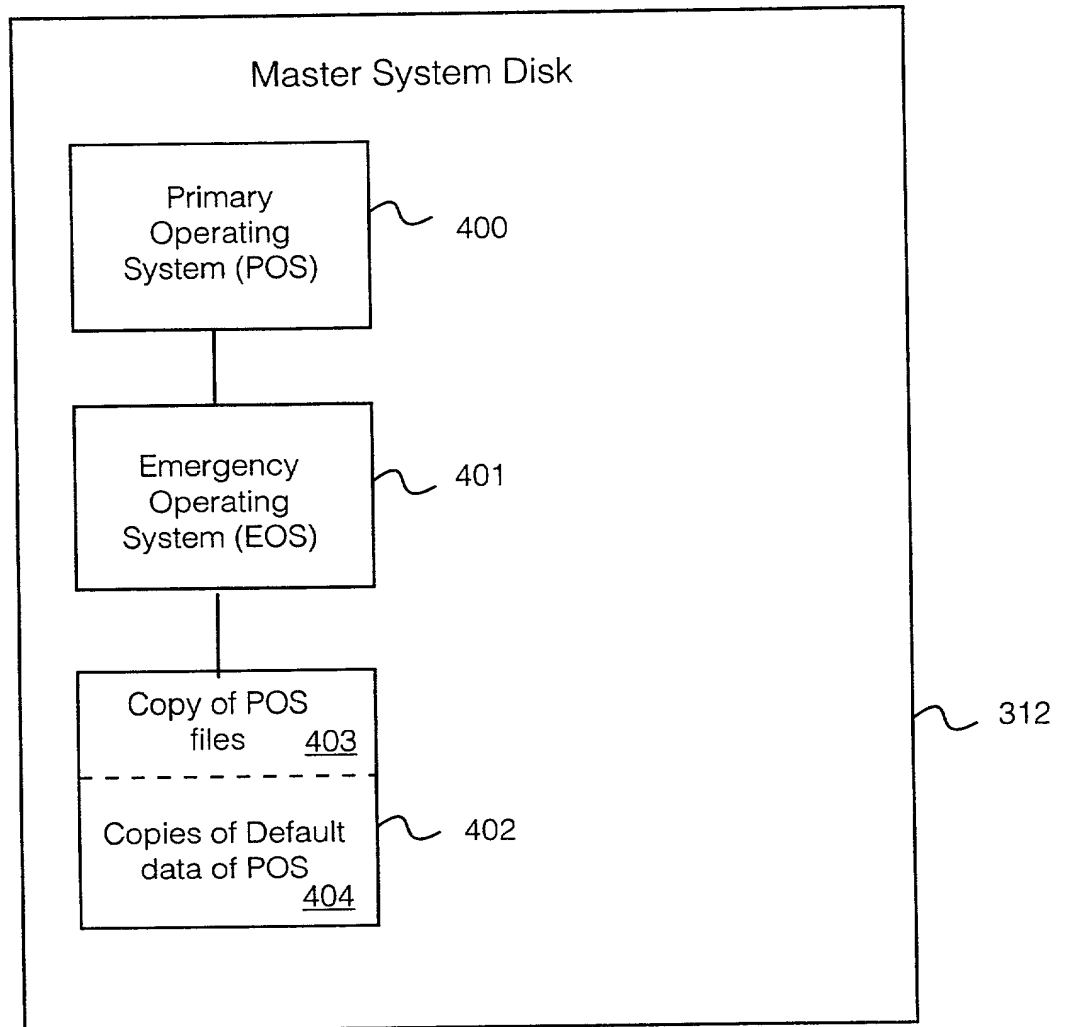 Master System Disk
Primary
Operating
System (POS)
400
Emergency
Operating
System (EOS)
401
Copy of POS
files 403
312
Copies of Default
data of POS
404
402